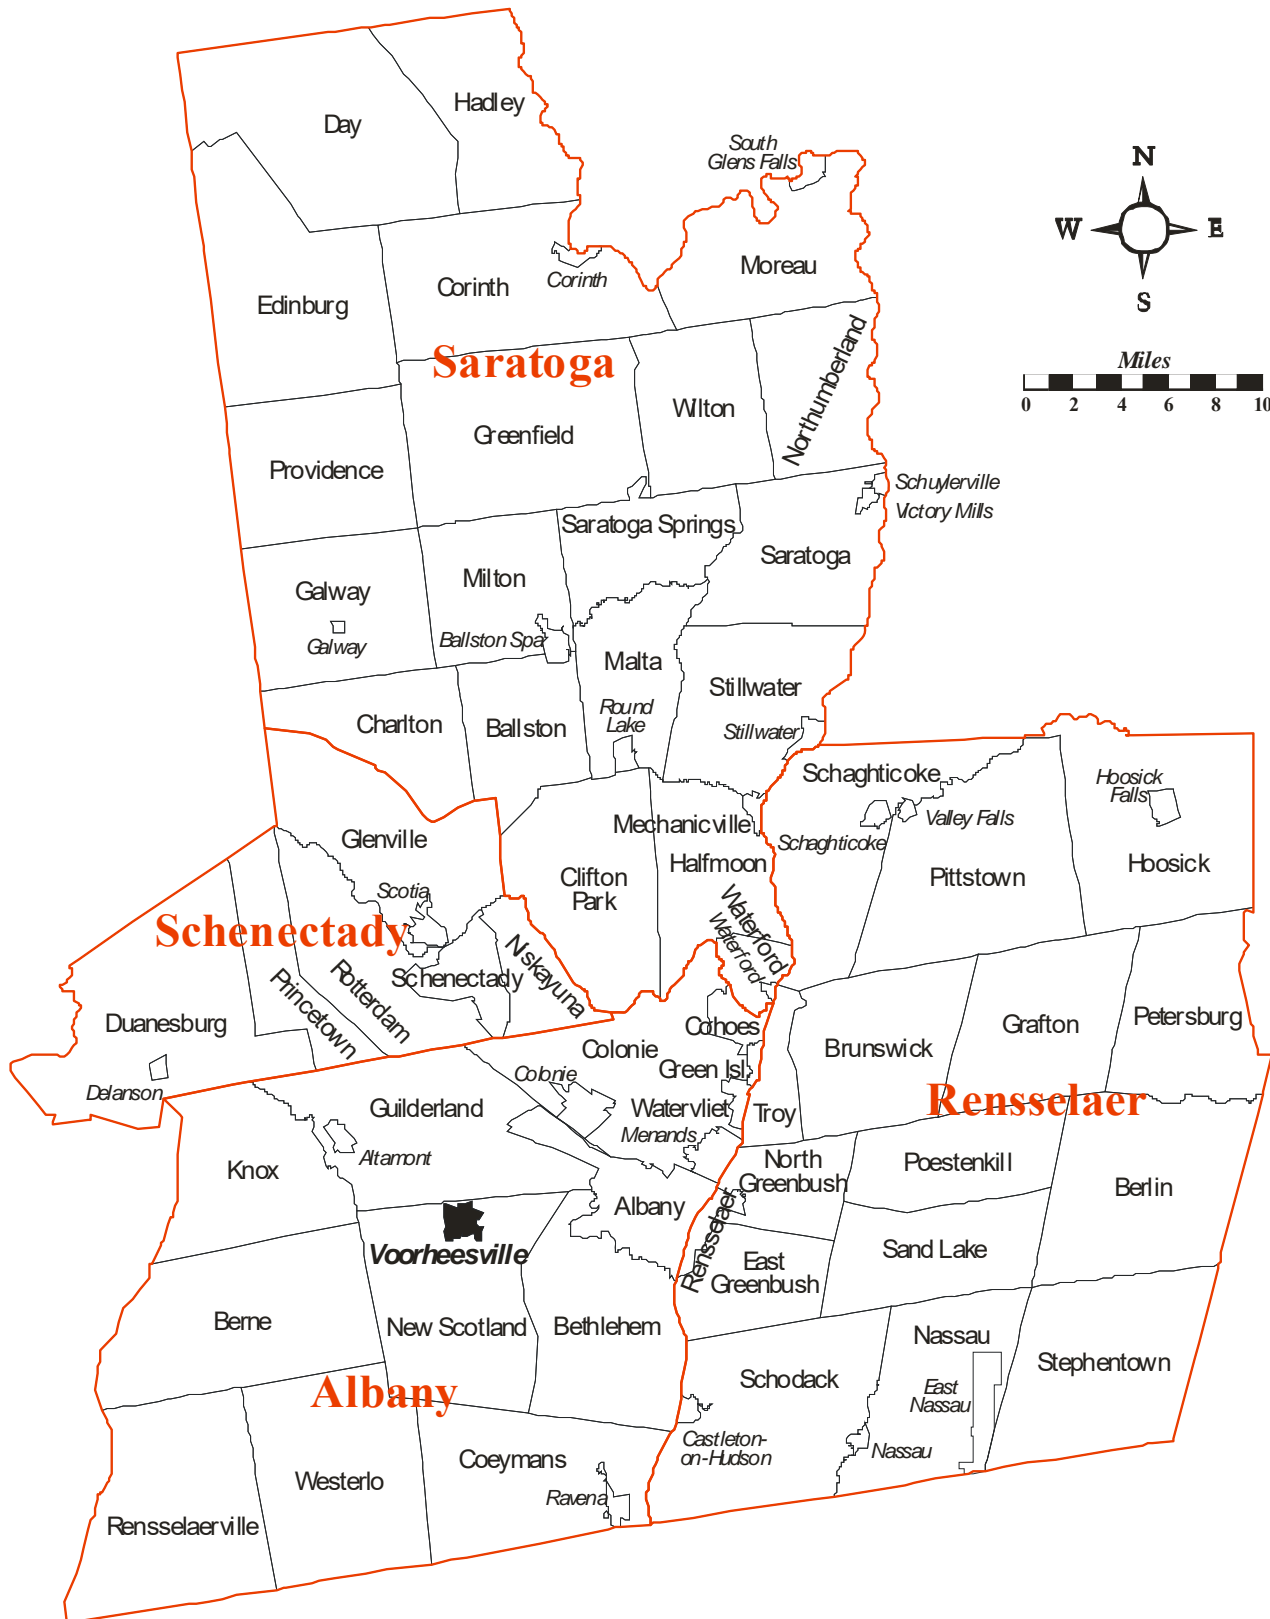 Hadley
Day
South
Glens Falls
N
W
E
S
Moreau
Corinth
Corinth
Edinburg
Saratoga
Miles
0 2 4 6 8 10
Northumberland
Wilton
Greenfield
Providence
Schuylerville
Victory Mills
Saratoga Springs
Saratoga
Milton
Galway
Galway
Ballston Spa
Malta
Stillwater
Round
Lake
Charlton
Ballston
Stillwater
Schaghticoke
Hoosick
Falls
Mechanicville
Valley Falls
Schaghticoke
Glenville
Halfmoon
Hoosick
Clifton
Park
Pittstown
Scotia
Waterford
Waterford
Schenectady
Schenectady
Niskayuna
Rotterdam
Princetown
Duanesburg
Cohoes
Petersburg
Grafton
Brunswick
Colonie
Green Isl.
Colonie
Delanson
Rensselaer
Guilderland
Watervliet
Troy
Menands
Altamont
Knox
North
Greenbush
Poestenkill
Berlin
Albany
Rensselaer
Voorheesville
Sand Lake
East
Greenbush
Berne
New Scotland
Bethlehem
Nassau
Stephentown
Schodack
Albany
East
Nassau
Castleton-
on-Hudson
Nassau
Coeymans
Westerlo
Ravena
Rensselaerville